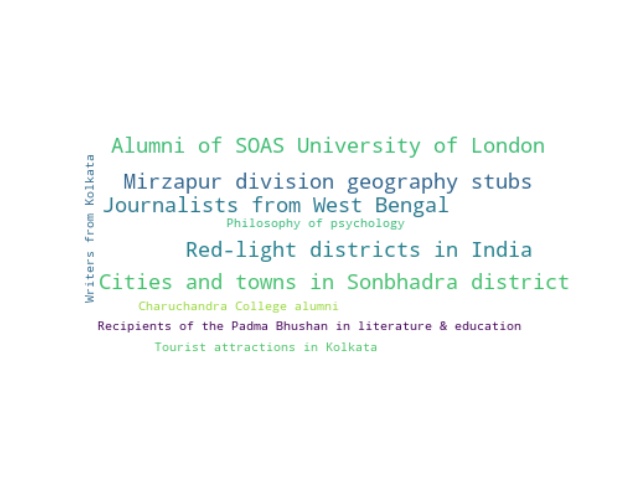 Alumni of SOAS University of London
Mirzapur division geography stubs
Journalists from West Bengal
Philosophy of psychology
Red-light districts in India
Cities and towns in Sonbhadra district
Charuchandra College alumni
Recipients of the Padma Bhushan in literature & education
Tourist attractions in Kolkata
Writers from Kolkata